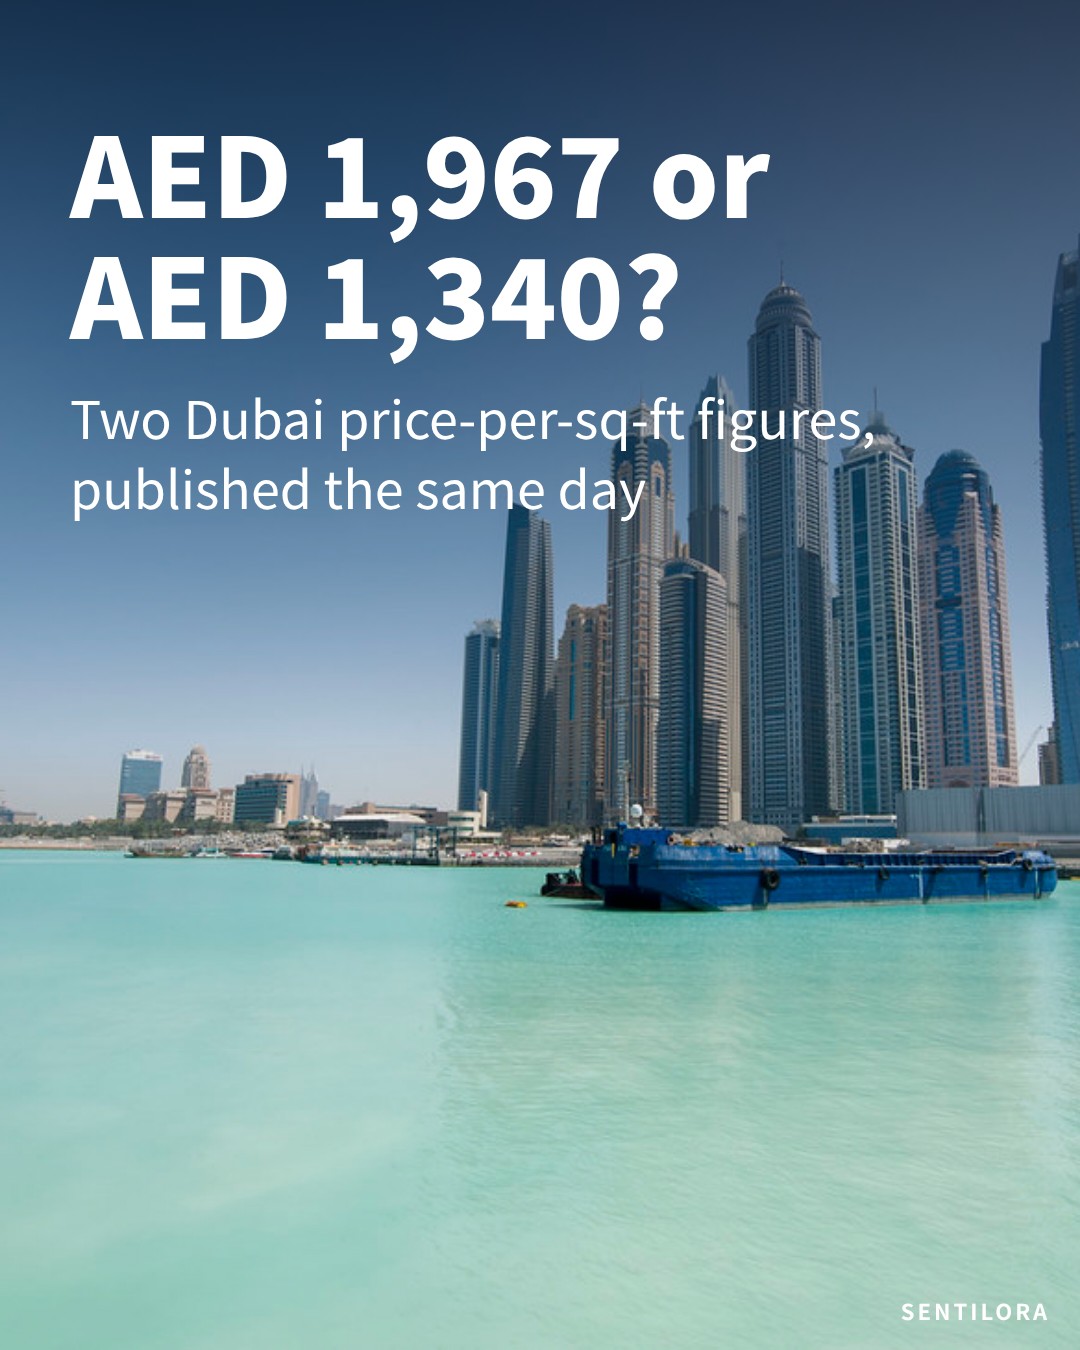 AED 1,967 or
AED 1,340?
Two Dubai price-per-sq-ft figures,
published the same day
SENTILORA